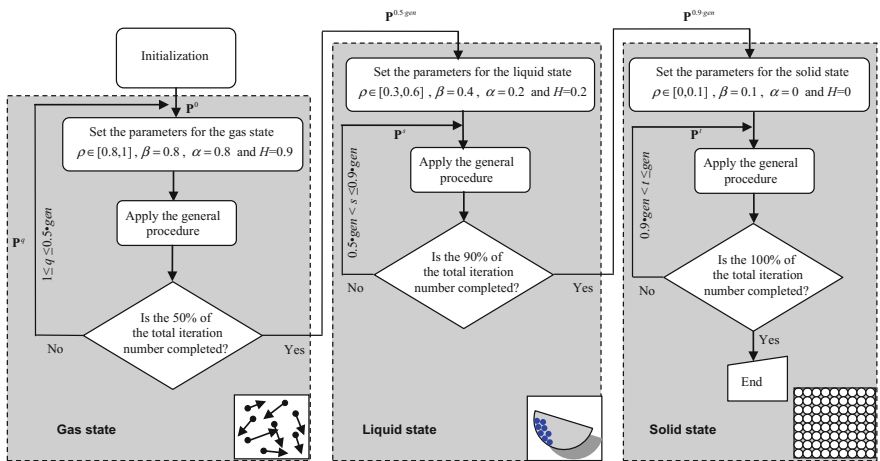 P^0.5·gen
P^0.9·gen
Initialization
P^0
Set the parameters for the gas state
ρ∈[0.8,1] , β=0.8 , α=0.8 and H=0.9
Apply the general
procedure
P^q
1≤ q ≤0.5•gen
Is the 50% of
the total iteration
number completed?
No
Yes
Gas state
Set the parameters for the liquid state
ρ∈[0.3,0.6] , β=0.4 , α=0.2 and H=0.2
P^s
0.5•gen < s ≤0.9•gen
Apply the general
procedure
Is the 90% of
the total iteration
number completed?
No
Yes
Liquid state
Set the parameters for the solid state
ρ∈[0,0.1] , β=0.1 , α=0 and H=0
P^t
0.9•gen < t ≤gen
Apply the general
procedure
Is the 100% of
the total iteration
number completed?
No
Yes
End
Solid state